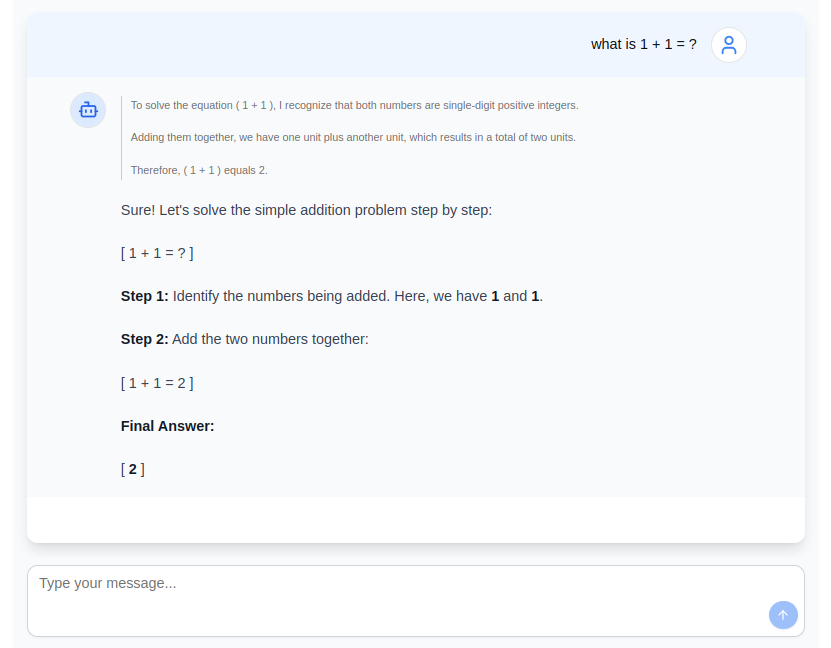 what is 1 + 1 = ?
To solve the equation ( 1 + 1 ), I recognize that both numbers are single-digit positive integers.
Adding them together, we have one unit plus another unit, which results in a total of two units.
Therefore, ( 1 + 1 ) equals 2.
Sure! Let's solve the simple addition problem step by step:
[ 1 + 1 = ? ]
Step 1: Identify the numbers being added. Here, we have 1 and 1.
Step 2: Add the two numbers together:
[ 1 + 1 = 2 ]
Final Answer:
[ 2 ]
Type your message...